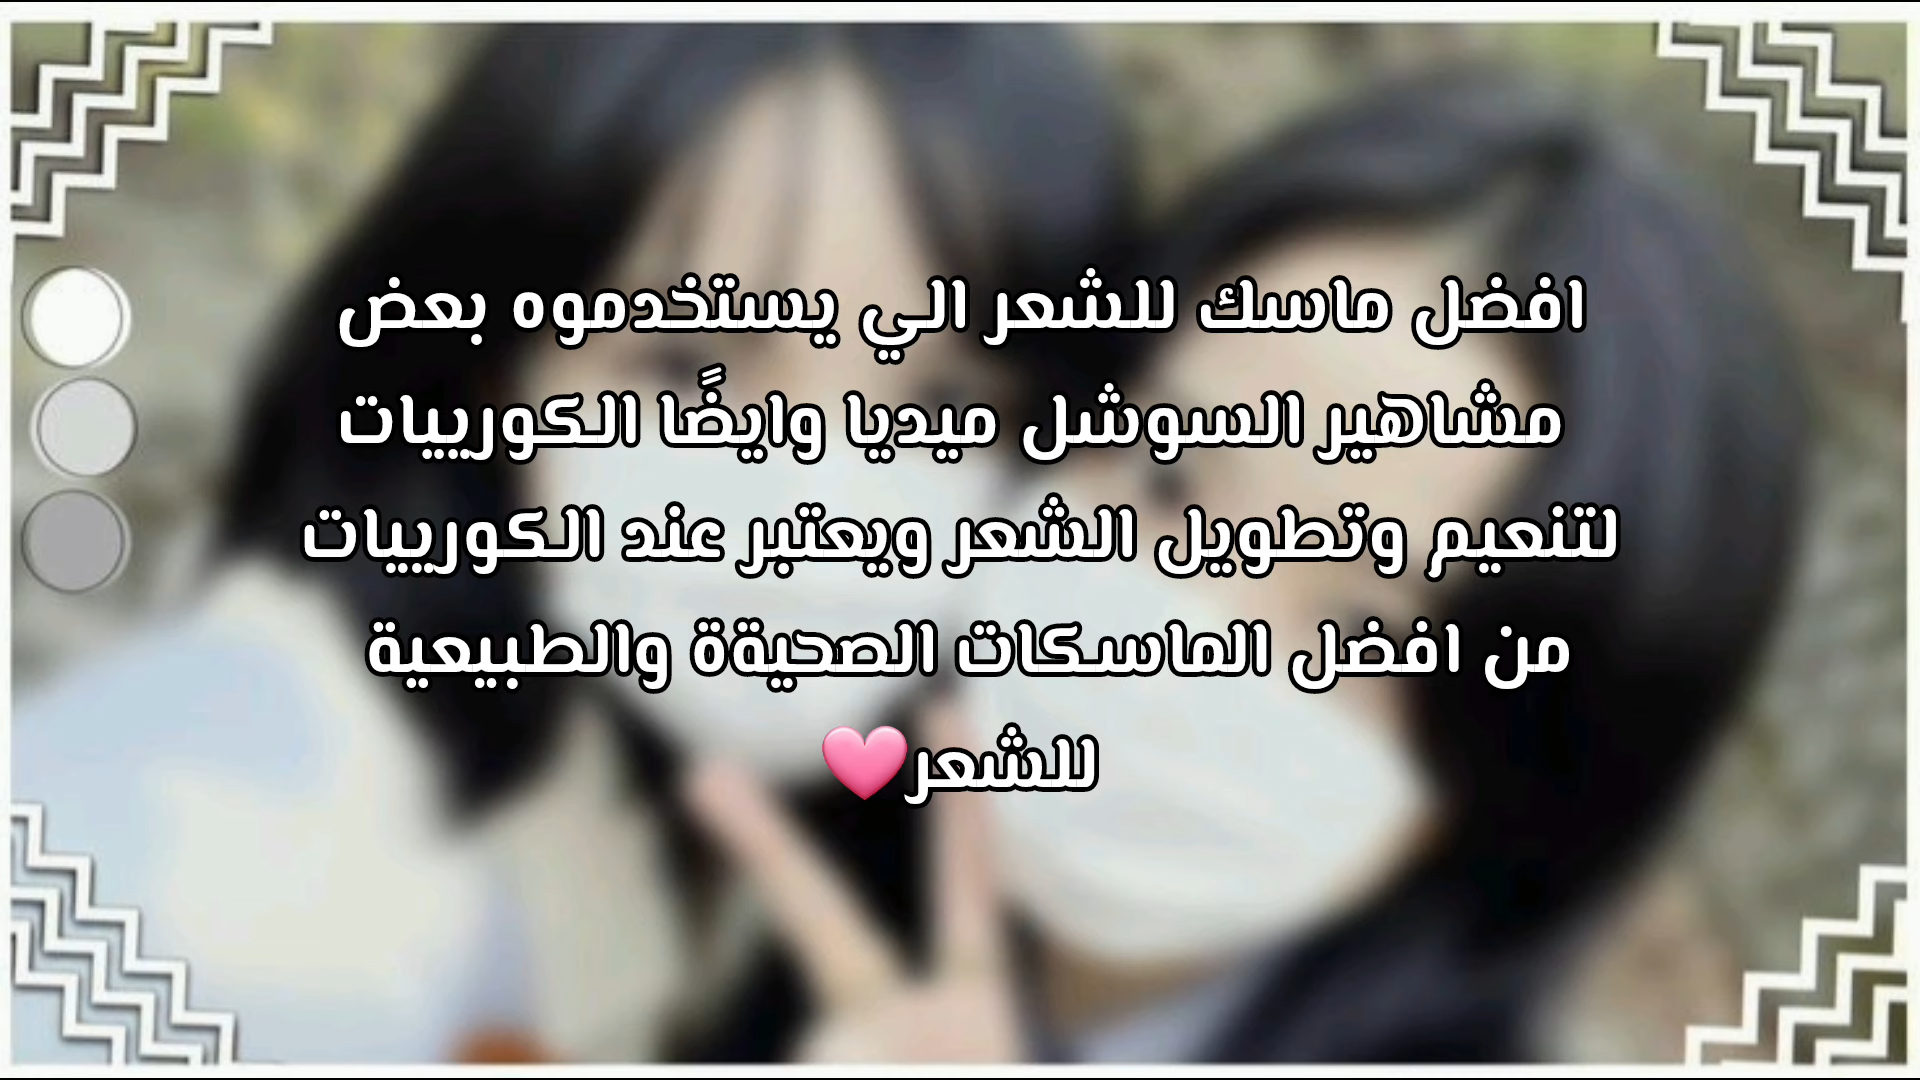 افضل ماسك للشعر الي يستخدموه بعض
مشاهير السوشل ميديا وايضًا الكورييات
لتنعيم وتطويل الشعر ويعتبر عند الكورييات
من افضل الماسكات الصحيةة والطبيعية
للشعر🩷